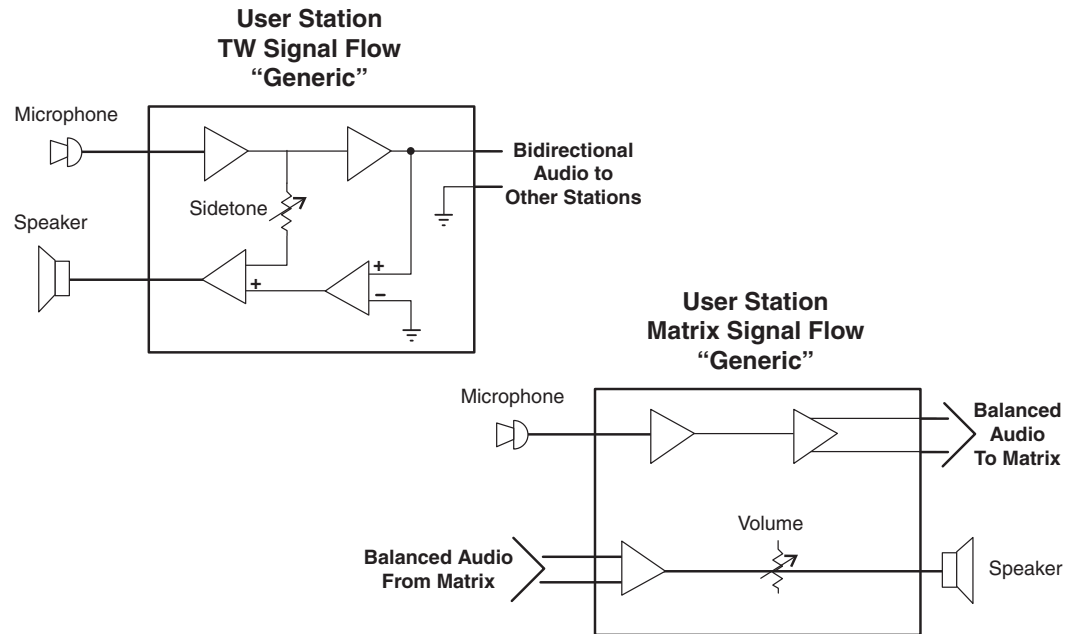 User Station
TW Signal Flow
“Generic”
Microphone
Bidirectional
Audio to
Other Stations
Sidetone
Speaker
+
+
−
User Station
Matrix Signal Flow
“Generic”
Microphone
Balanced
Audio
To Matrix
Volume
Balanced Audio
From Matrix
Speaker